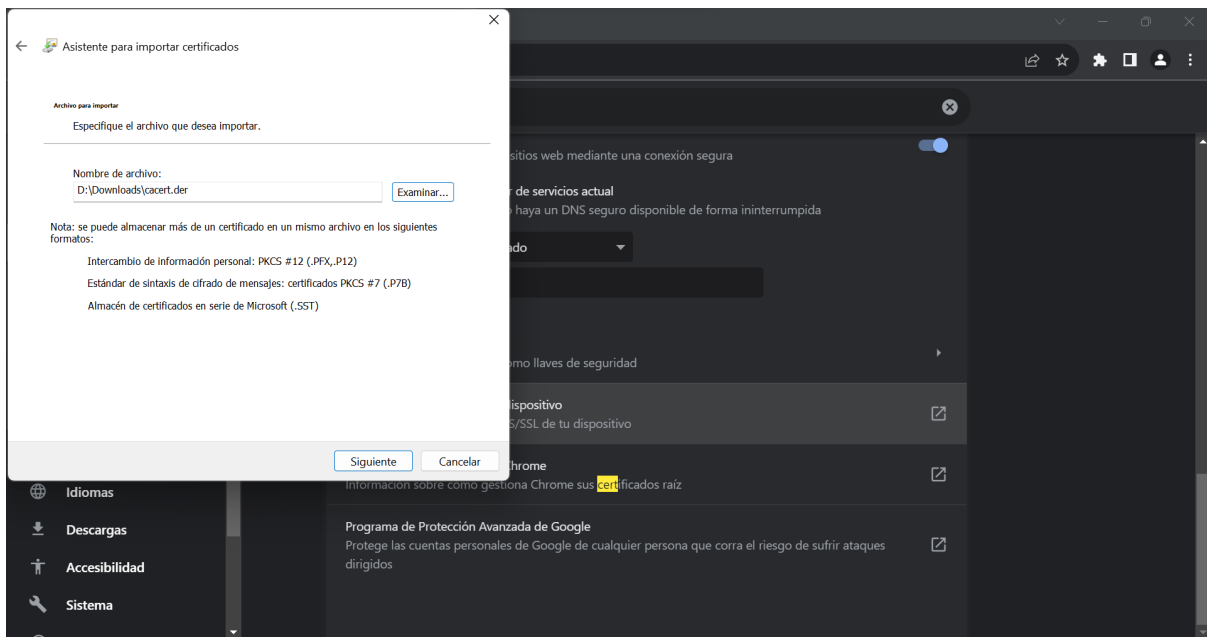 Asistente para importar certificados
Archivo para importar
Especifique el archivo que desea importar.
Nombre de archivo:
D:\Downloads\cacert.der
Examinar...
Nota: se puede almacenar más de un certificado en un mismo archivo en los siguientes
formatos:
Intercambio de información personal: PKCS #12 (.PFX,.P12)
Estándar de sintaxis de cifrado de mensajes: certificados PKCS #7 (.P7B)
Almacén de certificados en serie de Microsoft (.SST)
Siguiente
Cancelar
sitios web mediante una conexión segura
de servicios actual
haya un DNS seguro disponible de forma ininterrumpida
ado
omo llaves de seguridad
ispositivo
S/SSL de tu dispositivo
hrome
Información sobre cómo gestiona Chrome sus certificados raíz
Programa de Protección Avanzada de Google
Protege las cuentas personales de Google de cualquier persona que corra el riesgo de sufrir ataques
dirigidos
Idiomas
Descargas
Accesibilidad
Sistema